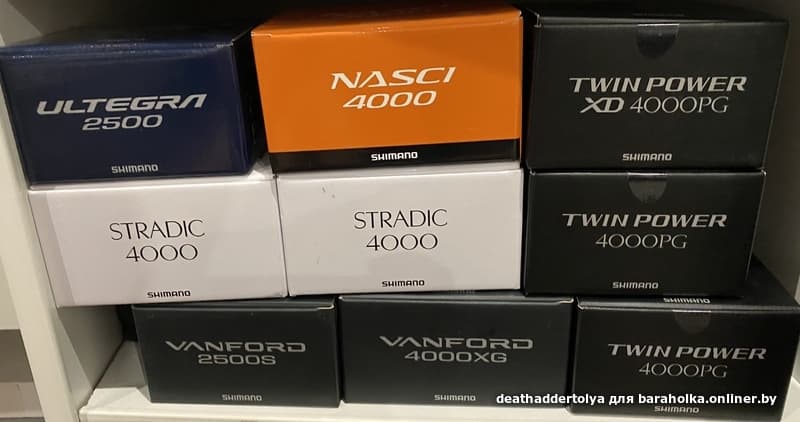 ULTEGRA
2500
SHIMANO
NASCI
4000
SHIMANO
TWIN POWER
XD 4000PG
SHIMANO
STRADIC
4000
SHIMANO
STRADIC
4000
SHIMANO
TWIN POWER
4000PG
SHIMANO
VANFORD
2500S
SHIMANO
VANFORD
4000XG
SHIMANO
SHIMANO
TWIN POWER
4000PG
SHIMANO
deathaddertolya для baraholka.onliner.by